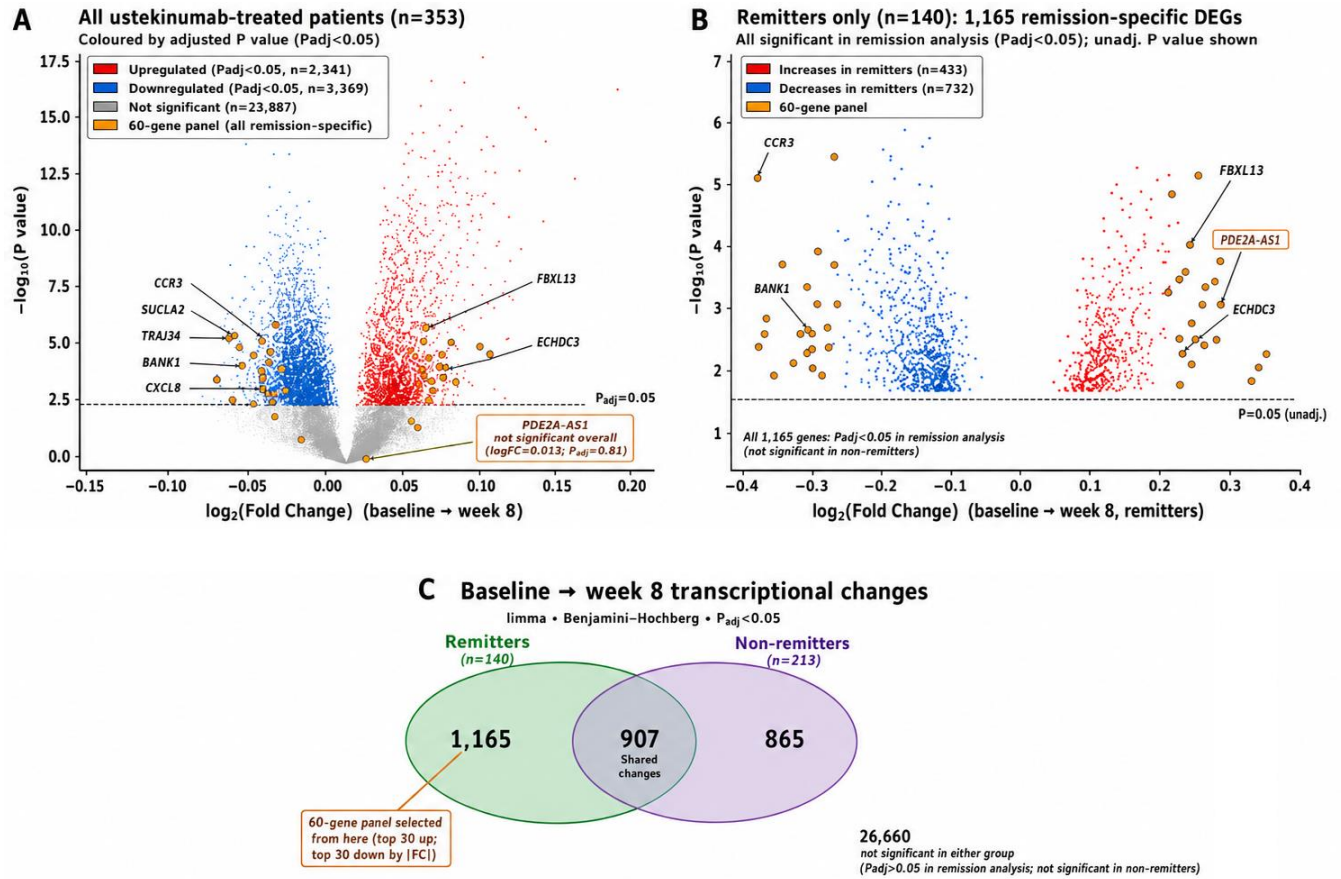 A
All ustekinumab-treated patients (n=353)
Coloured by adjusted P value (Padj<0.05)
17.5
15.0
12.5
10.0
7.5
5.0
2.5
0.0
−log₁₀(P value)
Upregulated (Padj<0.05, n=2,341)
Downregulated (Padj<0.05, n=3,369)
Not significant (n=23,887)
60-gene panel (all remission-specific)
CCR3
SUCLA2
TRAJ34
BANK1
CXCL8
FBXL13
ECHDC3
Padj=0.05
PDE2A-AS1
not significant overall
(logFC=0.013; Padj=0.81)
−0.15
−0.10
−0.05
0.00
0.05
0.10
0.15
0.20
log₂(Fold Change) (baseline → week 8)
B
Remitters only (n=140): 1,165 remission-specific DEGs
All significant in remission analysis (Padj<0.05); unadj. P value shown
7
6
5
4
3
2
1
−log₁₀(P value)
Increases in remitters (n=433)
Decreases in remitters (n=732)
60-gene panel
CCR3
FBXL13
PDE2A-AS1
BANK1
ECHDC3
P=0.05 (unadj.)
All 1,165 genes: Padj<0.05 in remission analysis
(not significant in non-remitters)
−0.4
−0.3
−0.2
−0.1
0.0
0.1
0.2
0.3
0.4
log₂(Fold Change) (baseline → week 8, remitters)
C
Baseline → week 8 transcriptional changes
limma • Benjamini–Hochberg • Padj<0.05
Remitters
(n=140)
Non-remitters
(n=213)
1,165
907
Shared
changes
865
60-gene panel selected
from here (top 30 up;
top 30 down by |FC|)
26,660
not significant in either group
(Padj>0.05 in remission analysis; not significant in non-remitters)